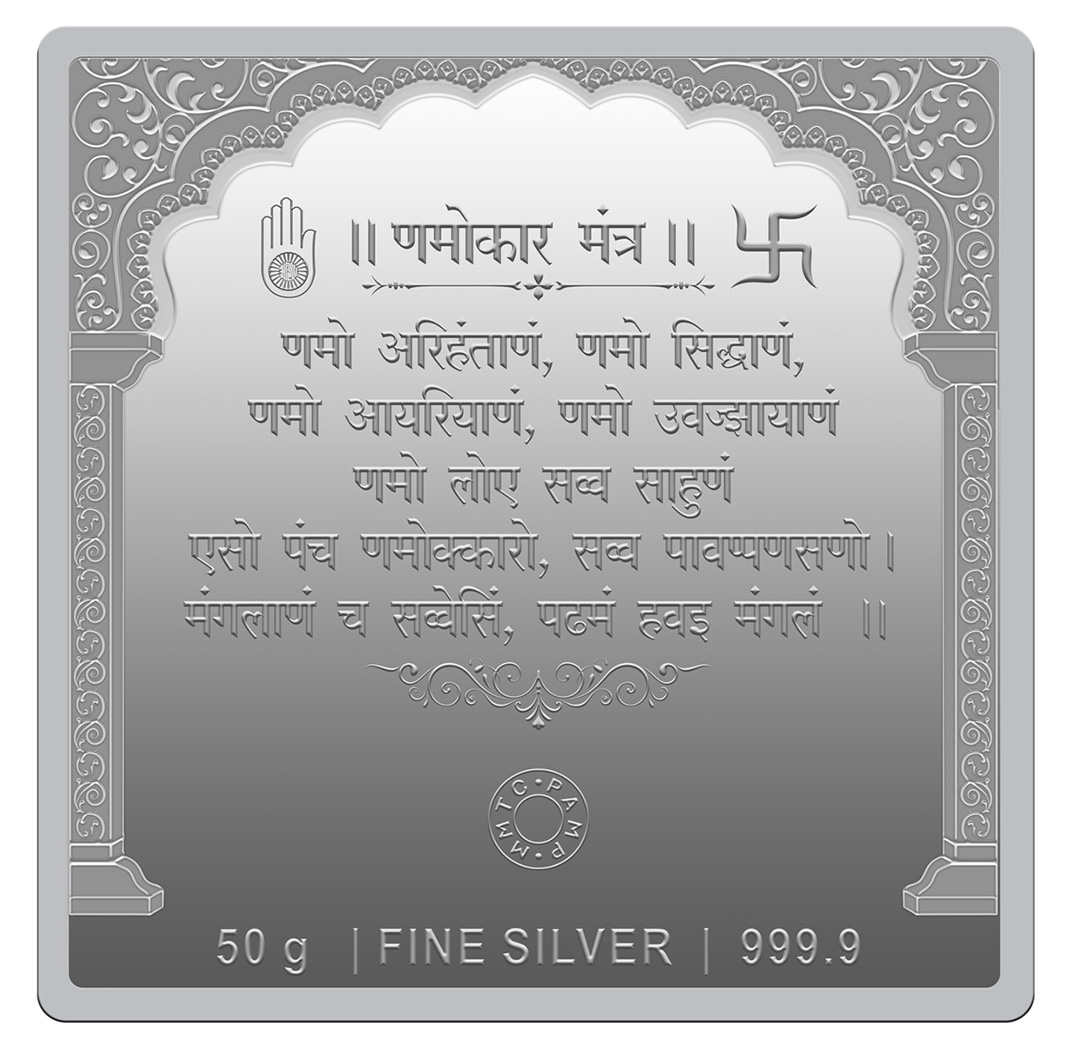 ॥ णमोकार मंत्र ॥
णमो अरिहंताणं, णमो सिद्धाणं,
णमो आयरियाणं, णमो उवज्झायाणं
णमो लोए सव्व साहुणं
एसो पंच णमोक्कारो, सव्व पावप्पणसणो।
मंगलाणं च सव्वेसिं, पढमं हवइ मंगलं ॥
MMTC·PAMP·
50 g | FINE SILVER | 999.9